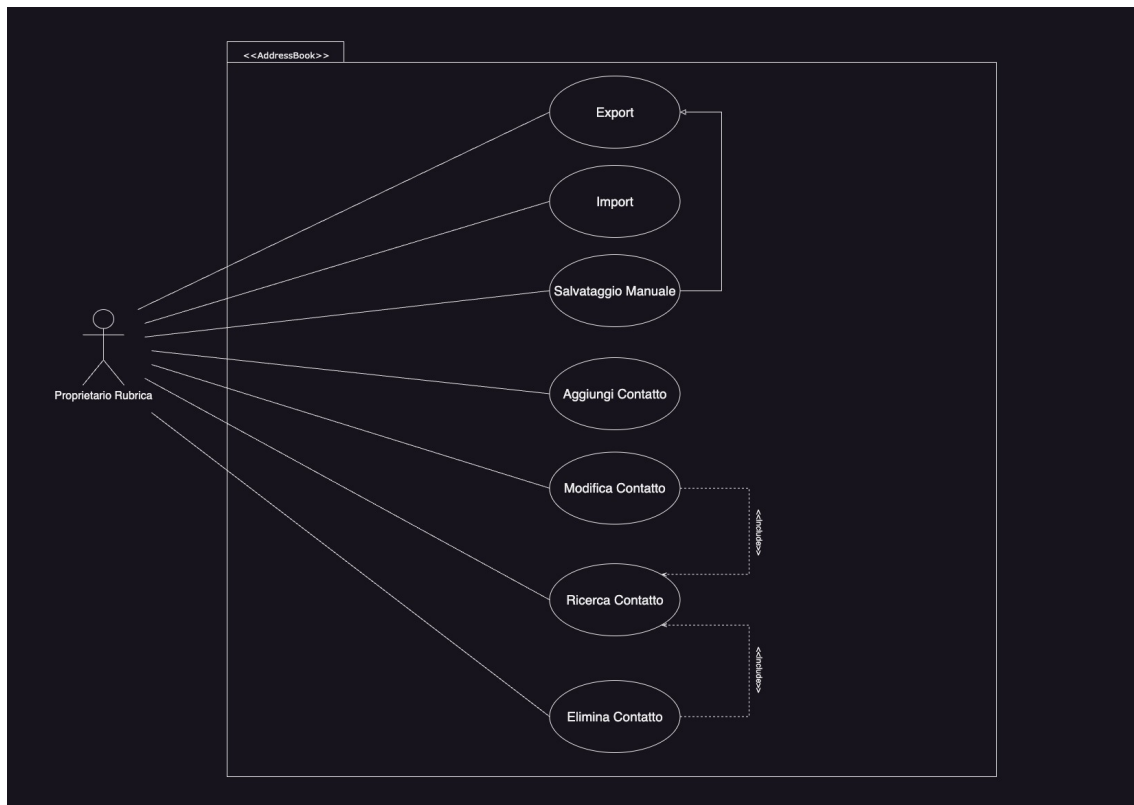 <<AddressBook>>
Export
Import
Salvataggio Manuale
Proprietario Rubrica
Aggiungi Contatto
Modifica Contatto
<<Include>>
Ricerca Contatto
<<Include>>
Elimina Contatto